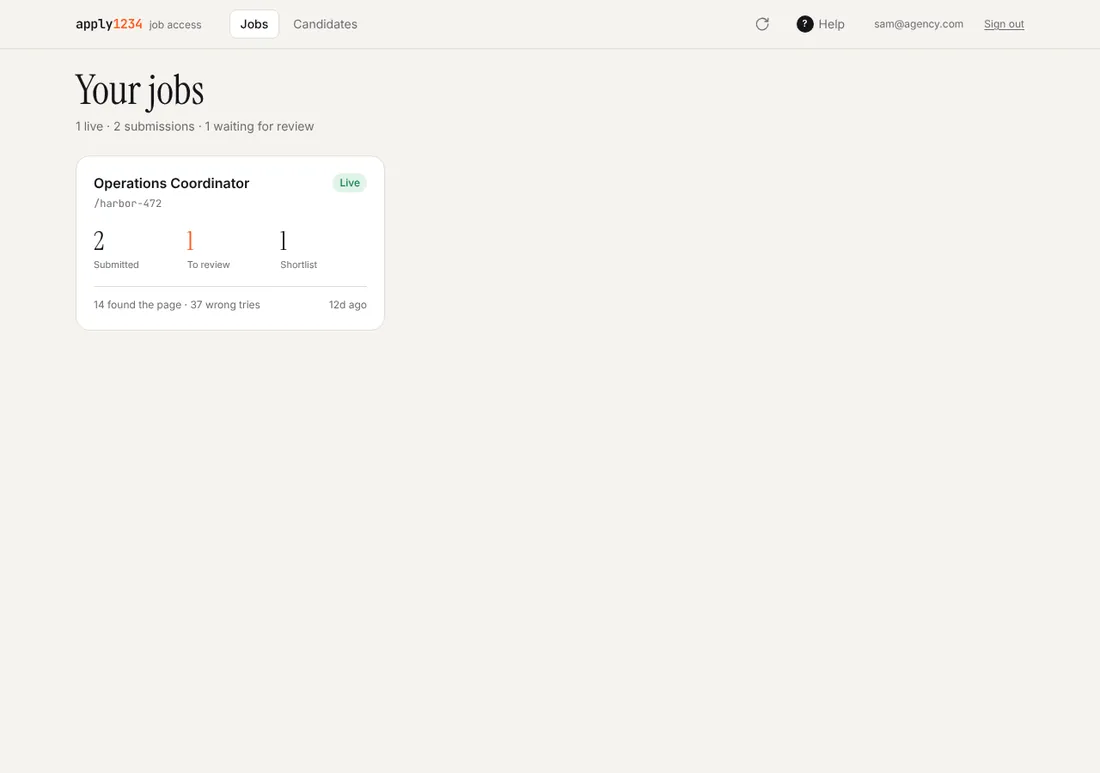 apply1234 job access Jobs Candidates ? Help sam@agency.com Sign out
Your jobs
1 live · 2 submissions · 1 waiting for review
Operations Coordinator Live
/harbor-472
2 1 1
Submitted To review Shortlist
14 found the page · 37 wrong tries 12d ago